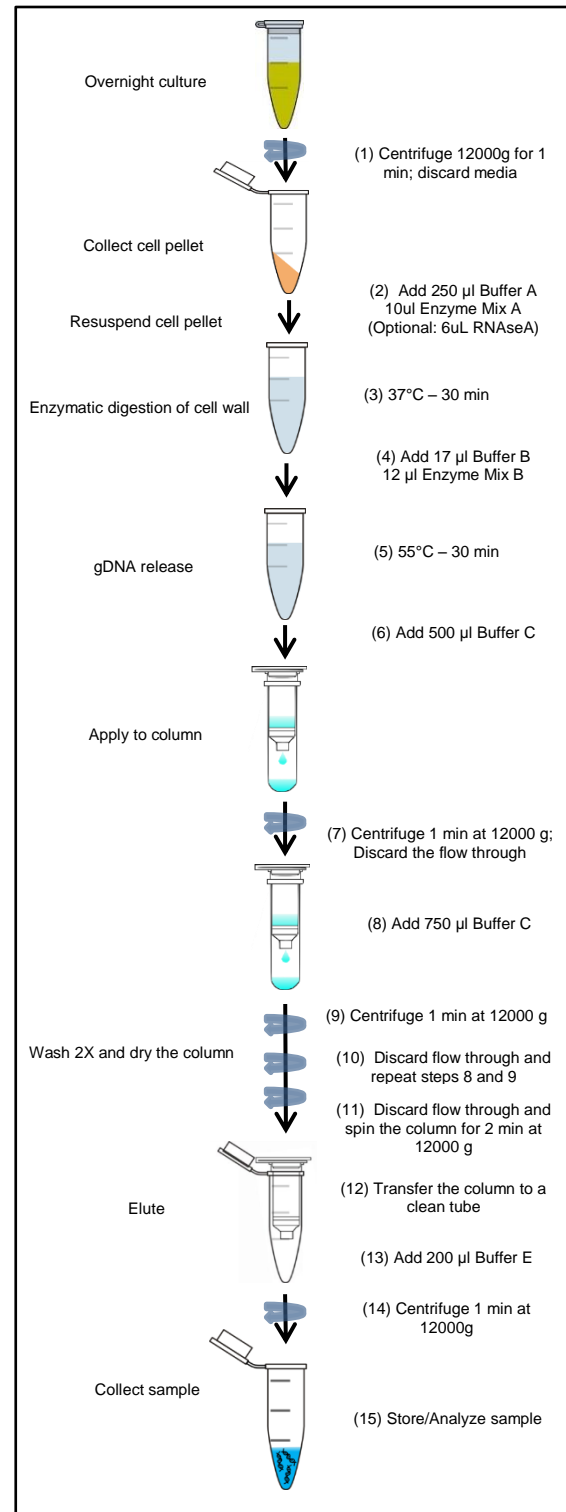 Overnight culture
(1) Centrifuge 12000g for 1
min; discard media
Collect cell pellet
(2) Add 250 µl Buffer A
10ul Enzyme Mix A
(Optional: 6uL RNAseA)
Resuspend cell pellet
Enzymatic digestion of cell wall
(3) 37°C – 30 min
(4) Add 17 µl Buffer B
12 µl Enzyme Mix B
gDNA release
(5) 55°C – 30 min
(6) Add 500 µl Buffer C
Apply to column
(7) Centrifuge 1 min at 12000 g;
Discard the flow through
(8) Add 750 µl Buffer C
(9) Centrifuge 1 min at 12000 g
Wash 2X and dry the column
(10) Discard flow through and
repeat steps 8 and 9
(11) Discard flow through and
spin the column for 2 min at
12000 g
Elute
(12) Transfer the column to a
clean tube
(13) Add 200 µl Buffer E
(14) Centrifuge 1 min at
12000g
Collect sample
(15) Store/Analyze sample